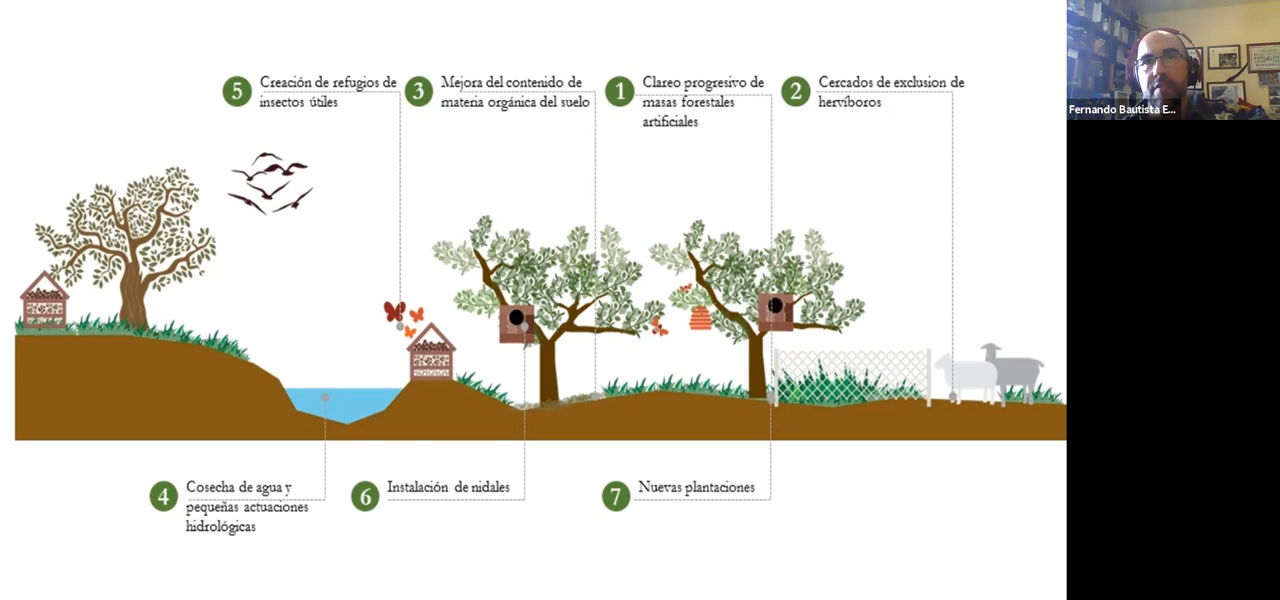 5 Creación de refugios de
insectos útiles
3 Mejora del contenido de
materia orgánica del suelo
1 Clareo progresivo de
masas forestales
artificiales
2 Cercados de exclusion de
hervíboros
Fernando Bautista E...
4 Cosecha de agua y
pequeñas actuaciones
hidrológicas
6 Instalación de nidales
7 Nuevas plantaciones